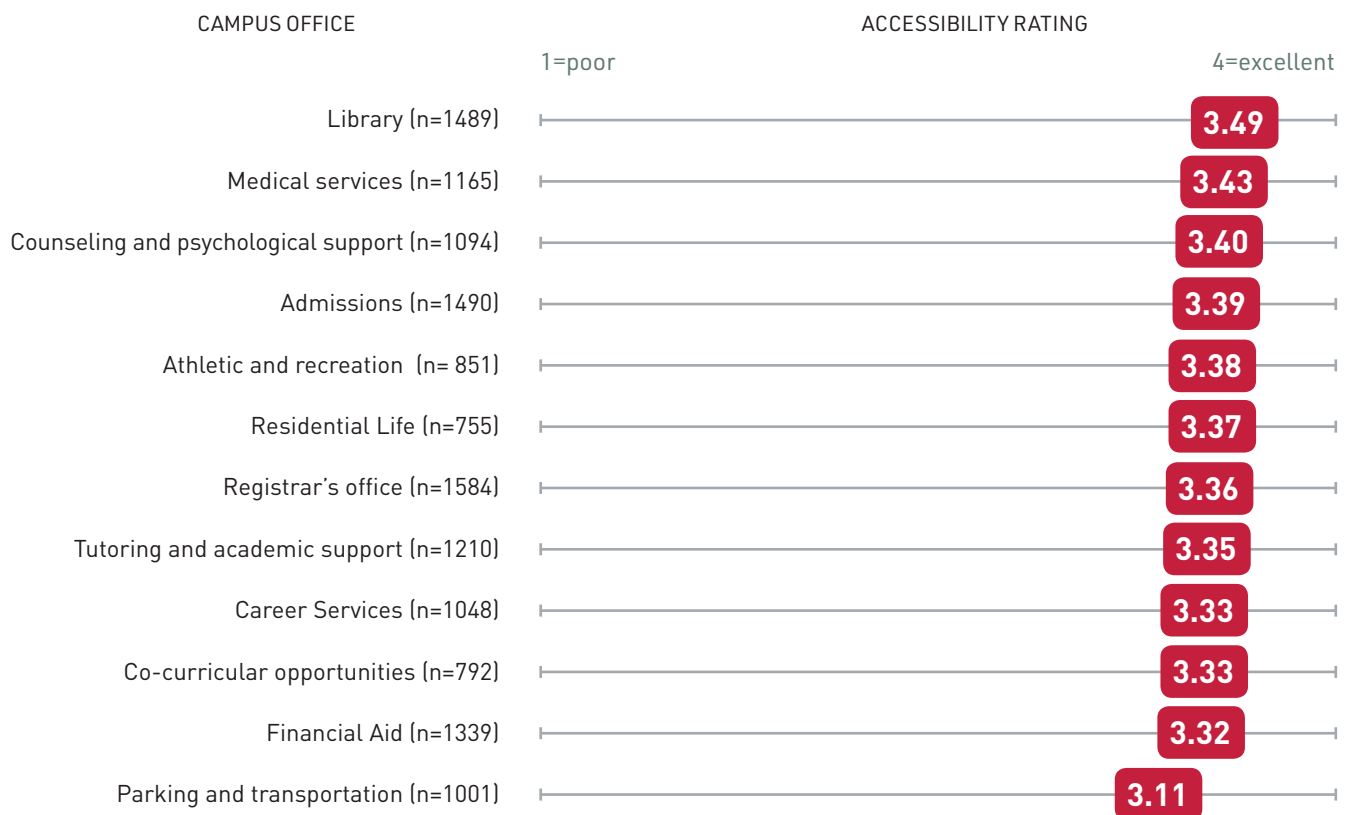 CAMPUS OFFICE ACCESSIBILITY RATING
1=poor 4=excellent
Library (n=1489) 3.49
Medical services (n=1165) 3.43
Counseling and psychological support (n=1094) 3.40
Admissions (n=1490) 3.39
Athletic and recreation (n= 851) 3.38
Residential Life (n=755) 3.37
Registrar’s office (n=1584) 3.36
Tutoring and academic support (n=1210) 3.35
Career Services (n=1048) 3.33
Co-curricular opportunities (n=792) 3.33
Financial Aid (n=1339) 3.32
Parking and transportation (n=1001) 3.11